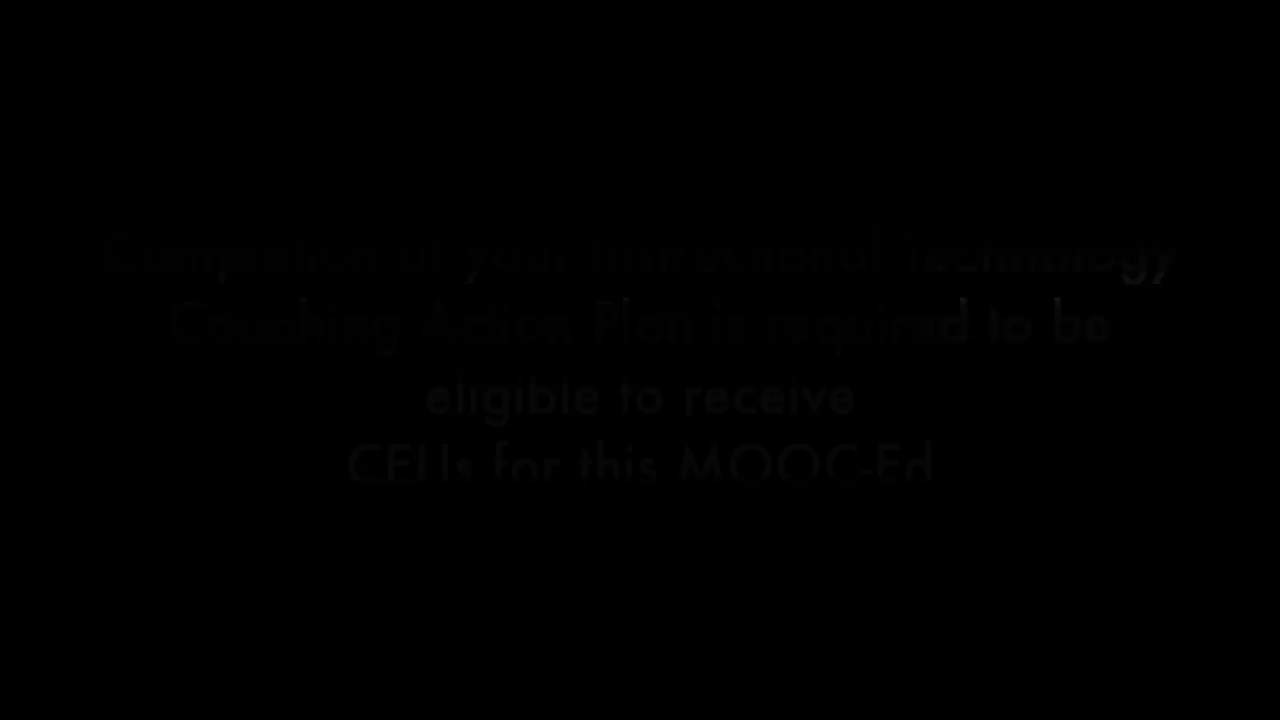 Completion of your Instructional Technology
Coaching Action Plan is required to be
eligible to receive
CEUs for this MOOC-Ed